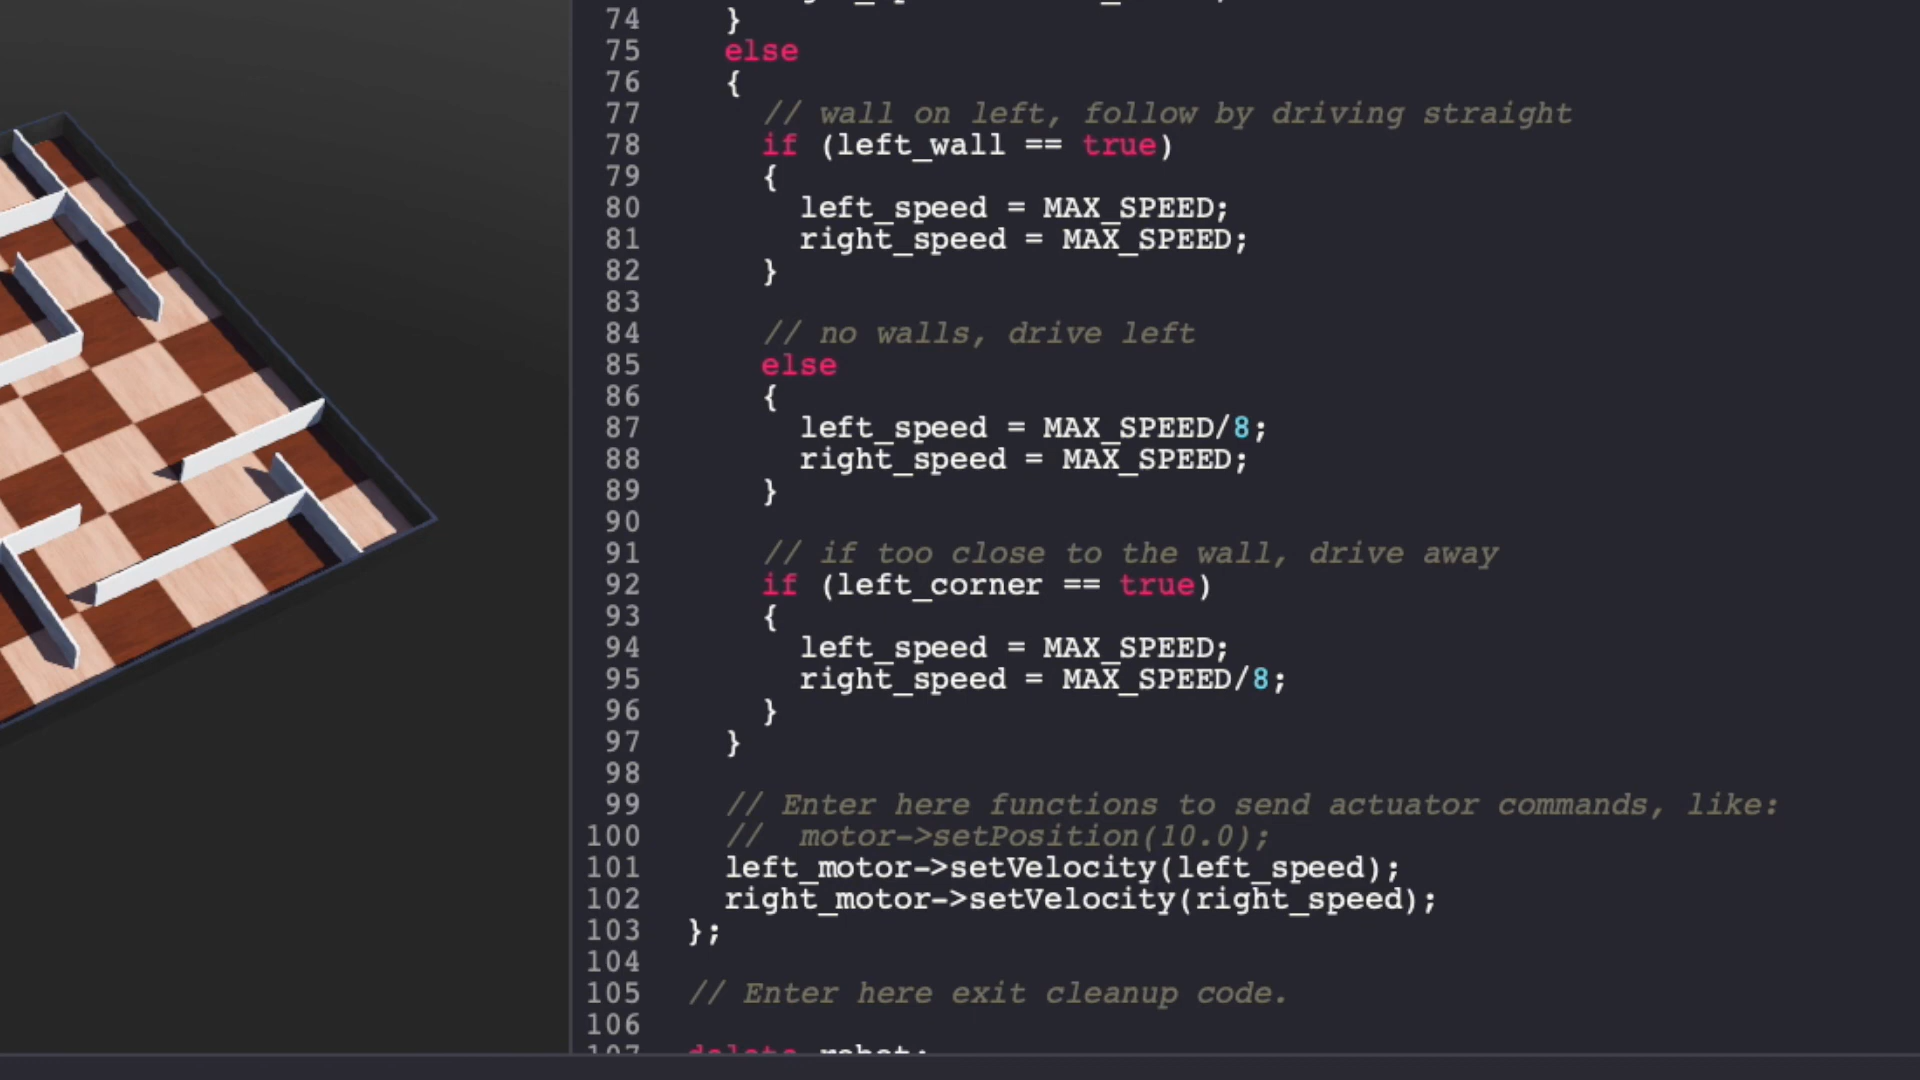 74 }
75 else
76 {
77 // wall on left, follow by driving straight
78 if (left_wall == true)
79 {
80 left_speed = MAX_SPEED;
81 right_speed = MAX_SPEED;
82 }
83
84 // no walls, drive left
85 else
86 {
87 left_speed = MAX_SPEED/8;
88 right_speed = MAX_SPEED;
89 }
90
91 // if too close to the wall, drive away
92 if (left_corner == true)
93 {
94 left_speed = MAX_SPEED;
95 right_speed = MAX_SPEED/8;
96 }
97 }
98
99 // Enter here functions to send actuator commands, like:
100 //  motor->setPosition(10.0);
101 left_motor->setVelocity(left_speed);
102 right_motor->setVelocity(right_speed);
103 };
104
105 // Enter here exit cleanup code.
106
107 delete robot;